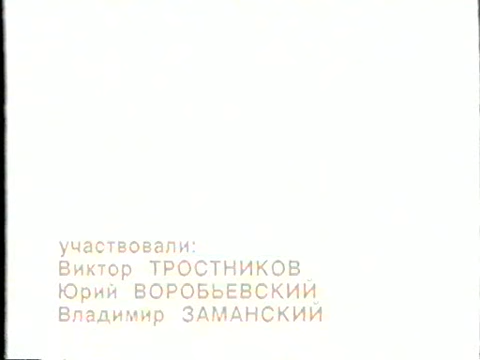 участвовали:
Виктор ТРОСТНИКОВ
Юрий ВОРОБЬЕВСКИЙ
Владимир ЗАМАНСКИЙ